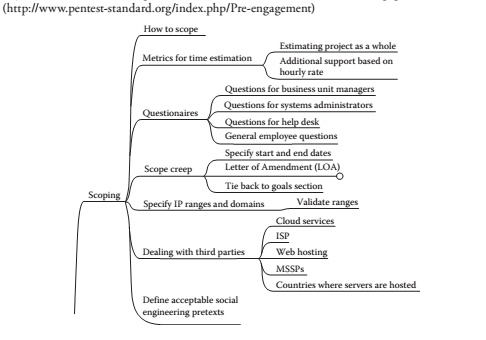 (http://www.pentest-standard.org/index.php/Pre-engagement)
How to scope
Metrics for time estimation
Estimating project as a whole
Additional support based on
hourly rate
Questionaires
Questions for business unit managers
Questions for systems administrators
Questions for help desk
General employee questions
Scope creep
Specify start and end dates
Letter of Amendment (LOA)
Tie back to goals section
Scoping
Specify IP ranges and domains
Validate ranges
Dealing with third parties
Cloud services
ISP
Web hosting
MSSPs
Countries where servers are hosted
Define acceptable social
engineering pretexts